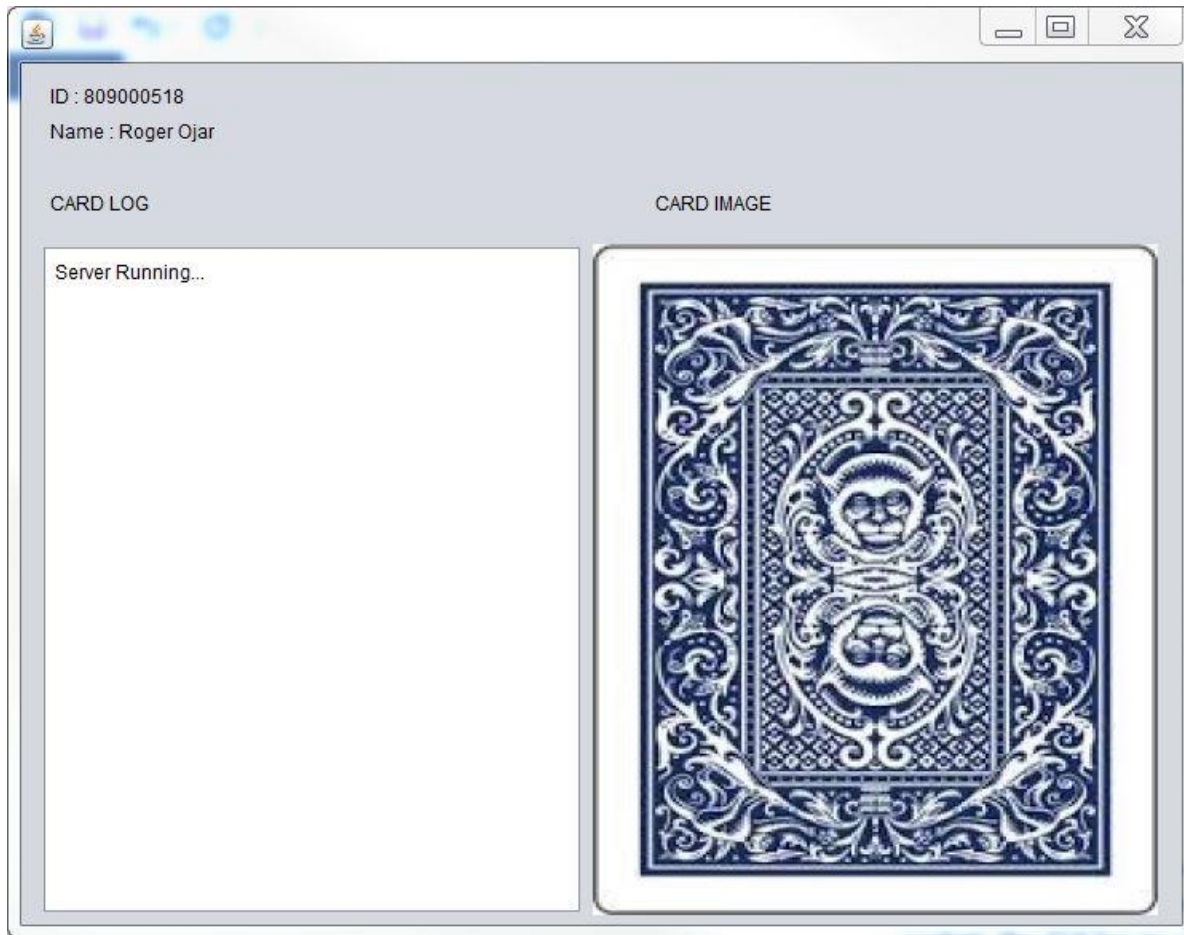 ID : 809000518
Name : Roger Ojar
CARD LOG
CARD IMAGE
Server Running...